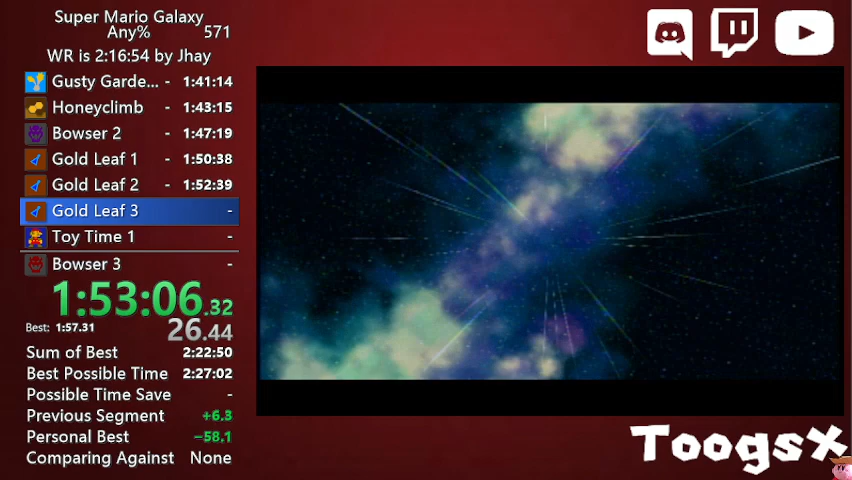 Super Mario Galaxy
Any% 571
WR is 2:16:54 by Jhay
Gusty Garde... - 1:41:14
Honeyclimb - 1:43:15
Bowser 2 - 1:47:19
Gold Leaf 1 - 1:50:38
Gold Leaf 2 - 1:52:39
Gold Leaf 3 -
Toy Time 1 -
Bowser 3 -
1:53:06.32
Best: 1:57.31 26.44
Sum of Best 2:22:50
Best Possible Time 2:27:02
Possible Time Save -
Previous Segment +6.3
Personal Best −58.1
Comparing Against None
ToogsX